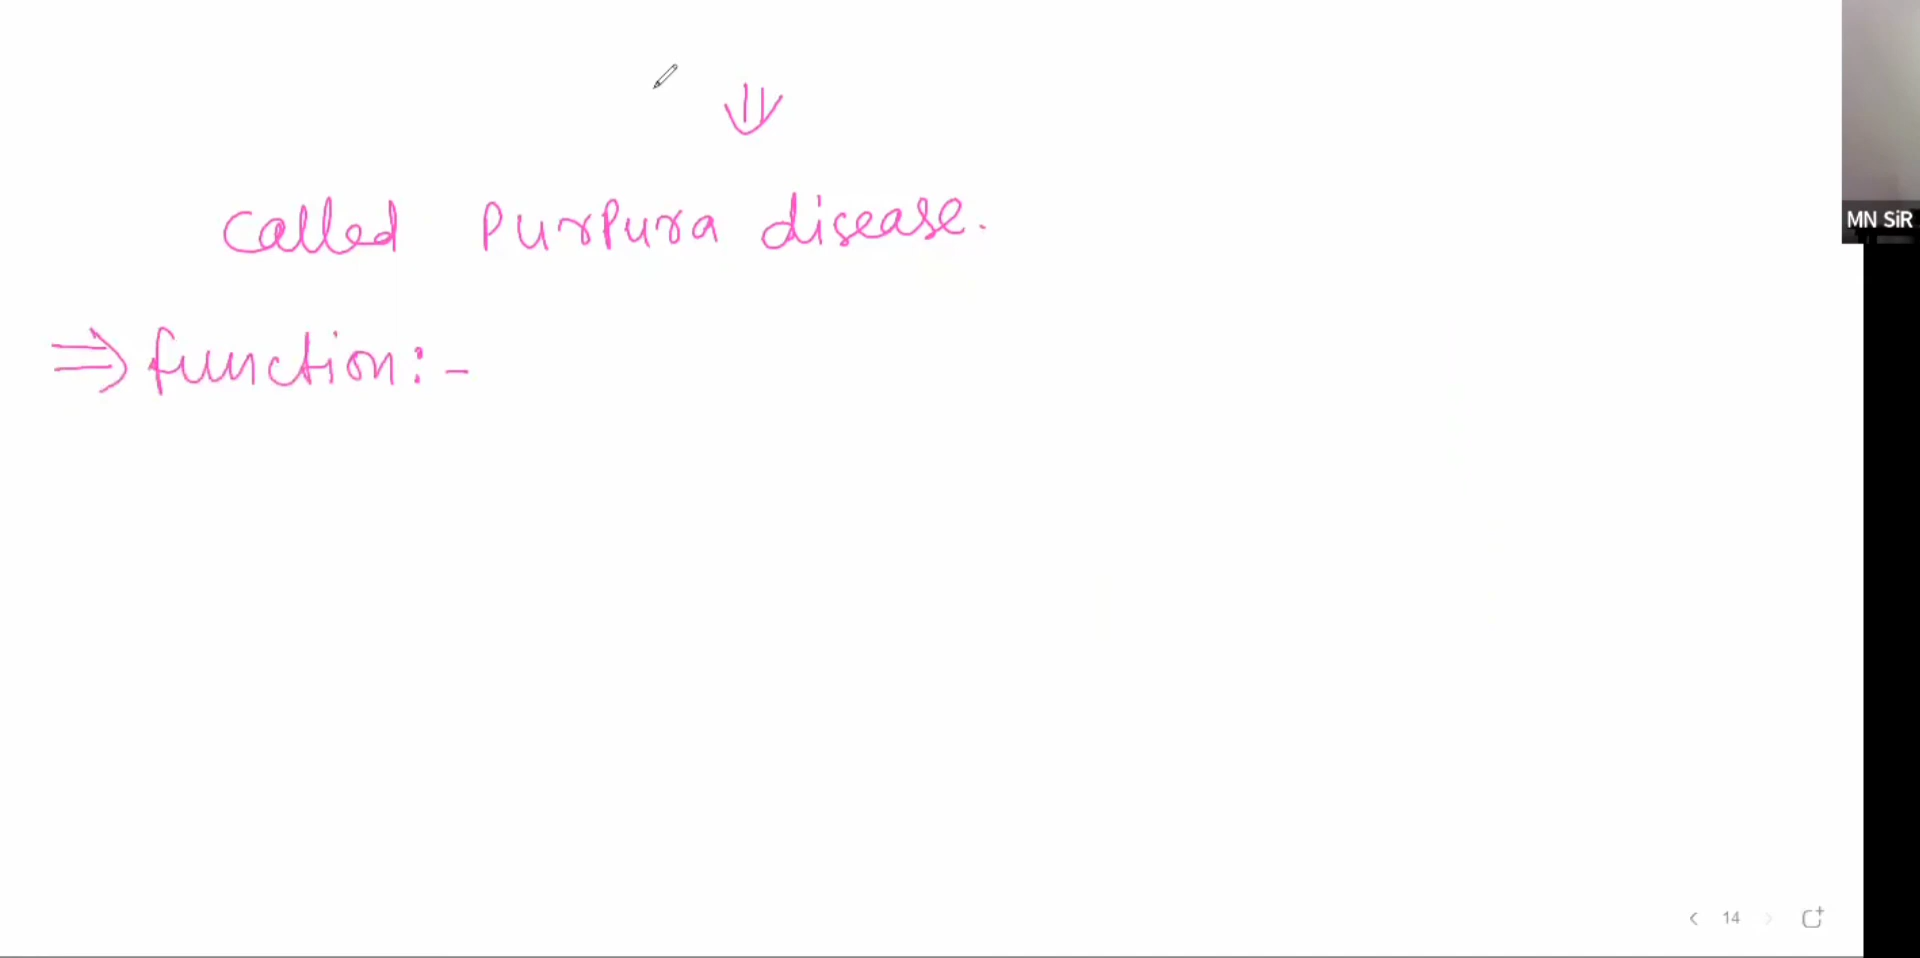 ⇓
called Purpura disease.
⇒ function:-
MN SiR
< 14 >